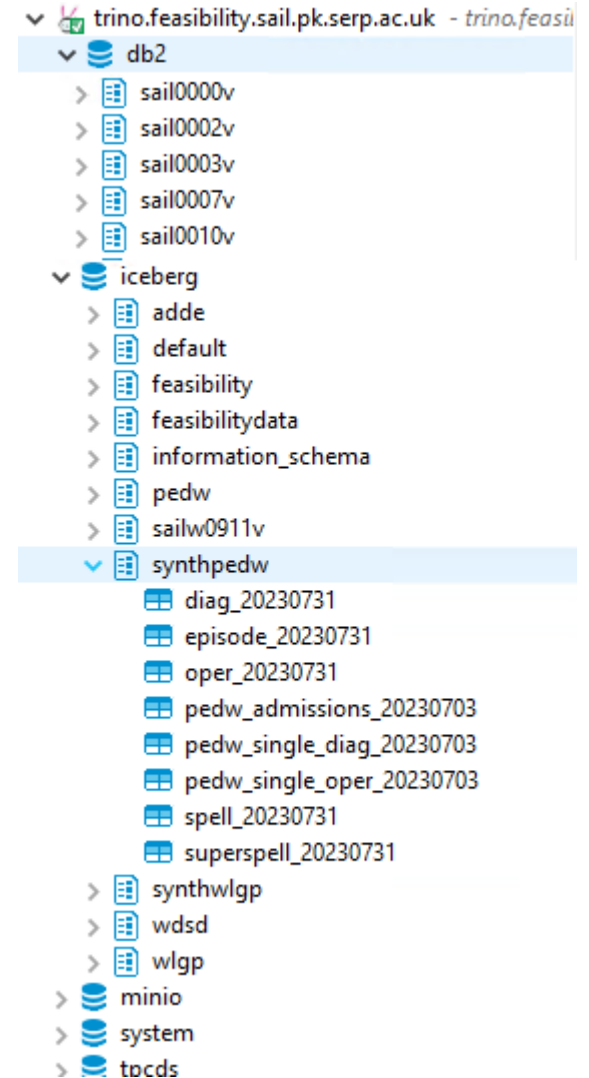 trino.feasibility.sail.pk.serp.ac.uk - trino.feasil
db2
sail0000v
sail0002v
sail0003v
sail0007v
sail0010v
iceberg
adde
default
feasibility
feasibilitydata
information_schema
pedw
sailw0911v
synthpedw
diag_20230731
episode_20230731
oper_20230731
pedw_admissions_20230703
pedw_single_diag_20230703
pedw_single_oper_20230703
spell_20230731
superspell_20230731
synthwlgp
wdsd
wlgp
minio
system
tpcds